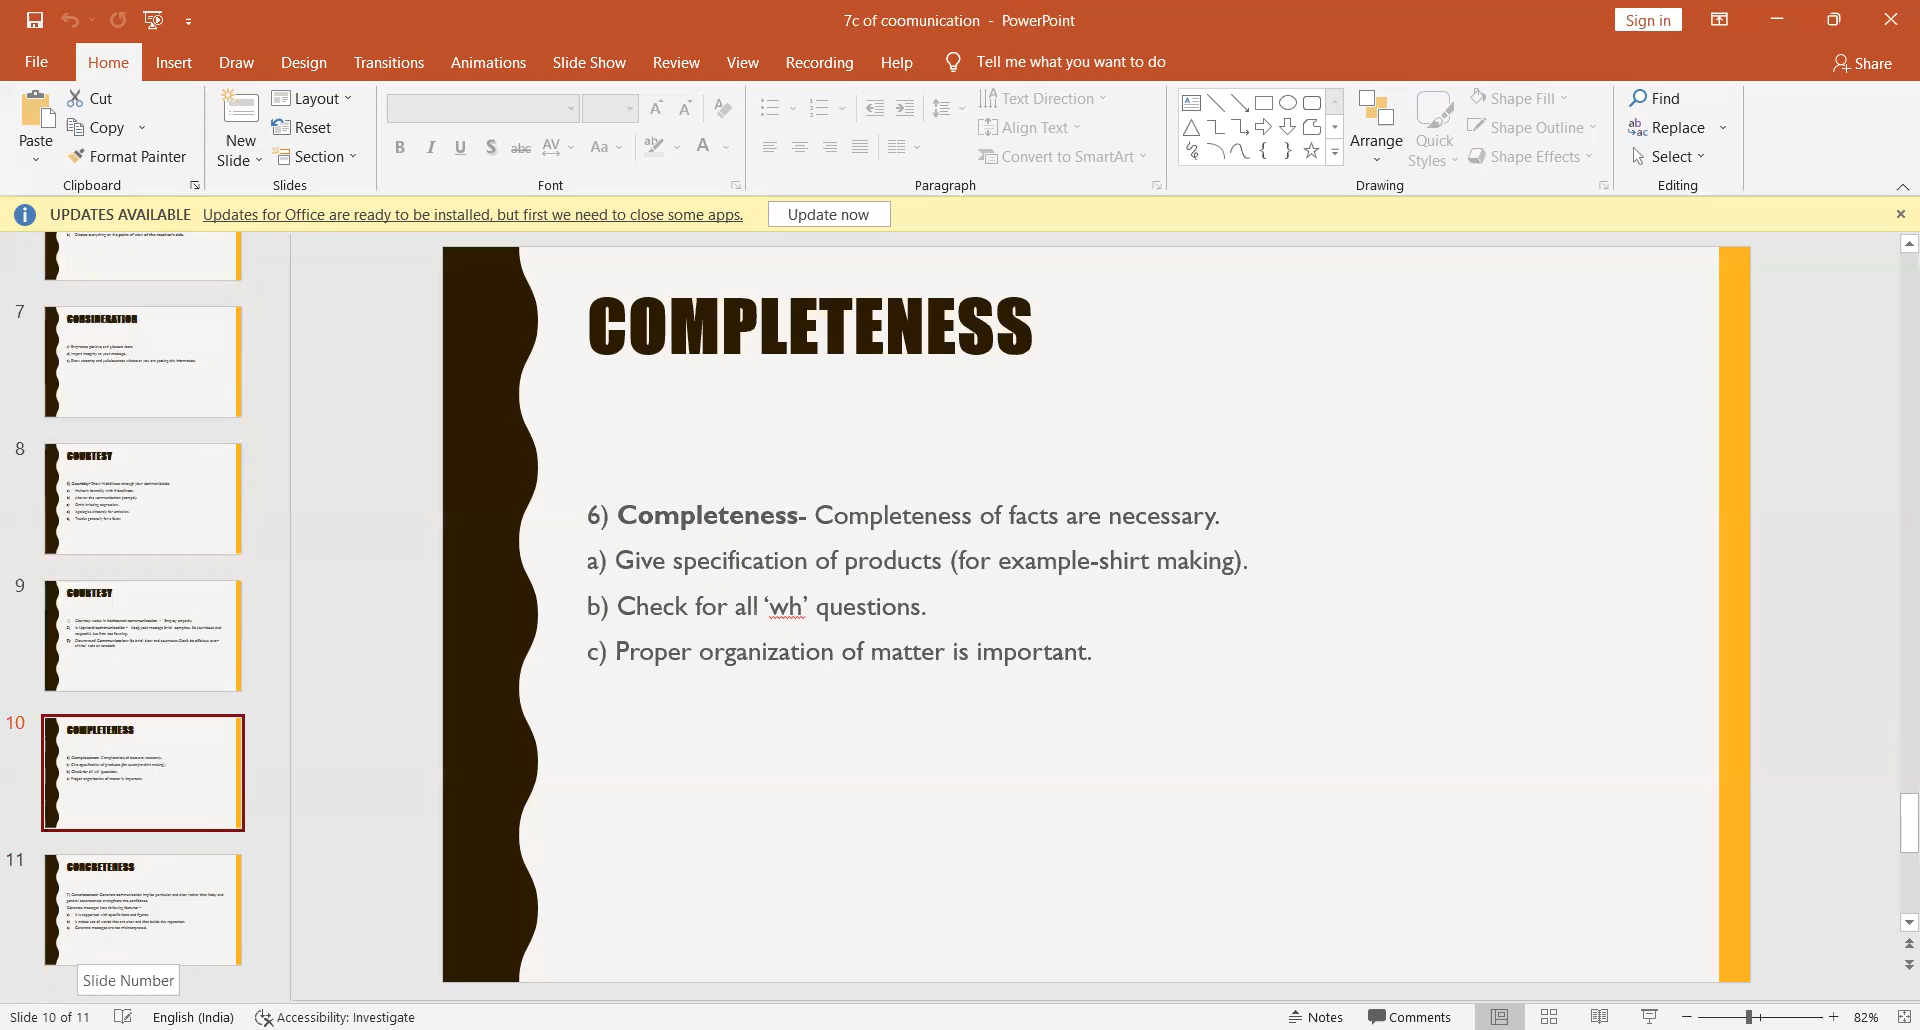 7c of coomunication - PowerPoint
Sign in
File Home Insert Draw Design Transitions Animations Slide Show Review View Recording Help Tell me what you want to do Share
Paste
Cut
Copy
Format Painter
Clipboard
New Slide
Layout
Reset
Section
Slides
B I U S abc AV Aa A
Font
Text Direction
Align Text
Convert to SmartArt
Paragraph
Arrange
Quick Styles
Shape Fill
Shape Outline
Shape Effects
Drawing
Find
Replace
Select
Editing
UPDATES AVAILABLE Updates for Office are ready to be installed, but first we need to close some apps. Update now
7
CONSIDERATION
8
COURTESY
9
COURTESY
10
COMPLETENESS
11
CONCRETENESS
Slide Number
COMPLETENESS
6) Completeness- Completeness of facts are necessary.
a) Give specification of products (for example-shirt making).
b) Check for all ‘wh’ questions.
c) Proper organization of matter is important.
Slide 10 of 11 English (India) Accessibility: Investigate Notes Comments 82%